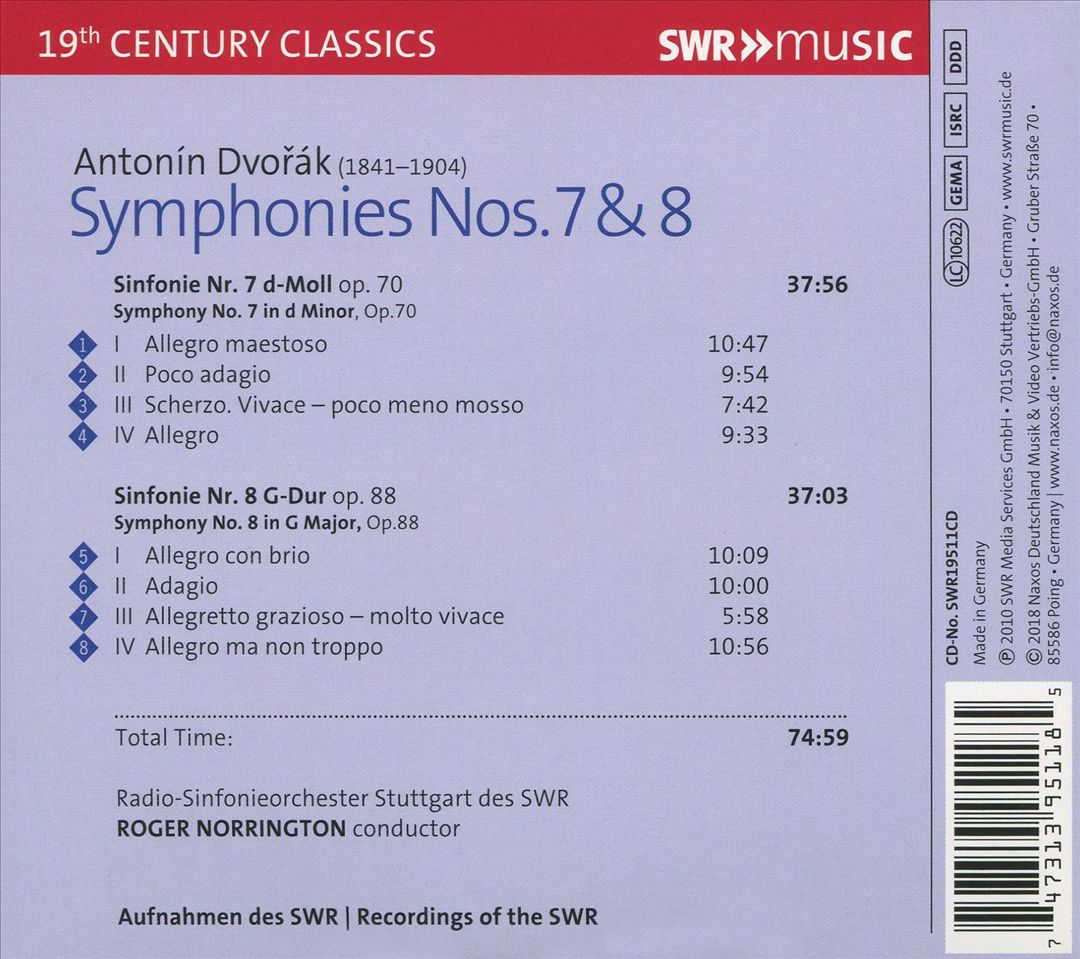 19th CENTURY CLASSICS
SWR»music
Antonín Dvořák (1841–1904)
Symphonies Nos. 7 & 8
Sinfonie Nr. 7 d-Moll op. 70 37:56
Symphony No. 7 in d Minor, Op.70
1 I Allegro maestoso 10:47
2 II Poco adagio 9:54
3 III Scherzo. Vivace – poco meno mosso 7:42
4 IV Allegro 9:33
Sinfonie Nr. 8 G-Dur op. 88 37:03
Symphony No. 8 in G Major, Op.88
5 I Allegro con brio 10:09
6 II Adagio 10:00
7 III Allegretto grazioso – molto vivace 5:58
8 IV Allegro ma non troppo 10:56
Total Time: 74:59
Radio-Sinfonieorchester Stuttgart des SWR
ROGER NORRINGTON conductor
Aufnahmen des SWR | Recordings of the SWR
LC 10622 GEMA ISRC DDD
CD-No. SWR19511CD
Made in Germany
℗ 2010 SWR Media Services GmbH • 70150 Stuttgart • Germany • www.swrmusic.de
© 2018 Naxos Deutschland Musik & Video Vertriebs-GmbH • Gruber Straße 70 •
85586 Poing • Germany | www.naxos.de • info@naxos.de
7 47313 95118 5